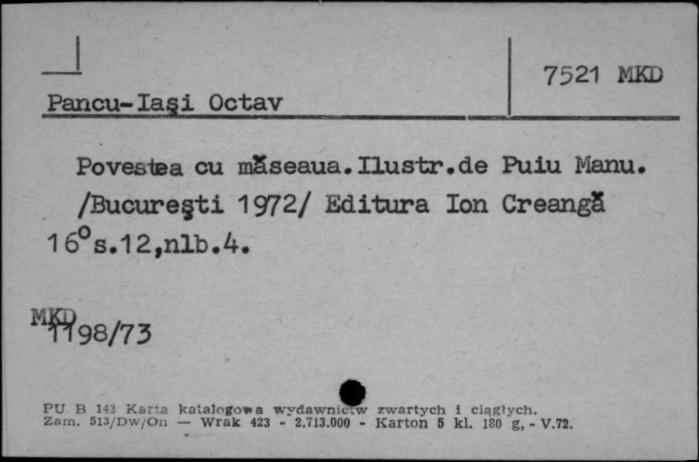 7521 MKD
Pancu-Iaşi Octav
Povestea cu măseaua.Ilustr.de Puiu Manu.
/Bucureşti 1972/ Editura Ion Creangă
16⁰s.12,nlb.4.
MKD
1198/73
PU B 143 Karta katalogowa wydawnictw zwartych i ciągłych.
Zam. 513/Dw/On — Wrak 423 - 2.713.000 - Karton 5 kl. 180 g, - V.72.